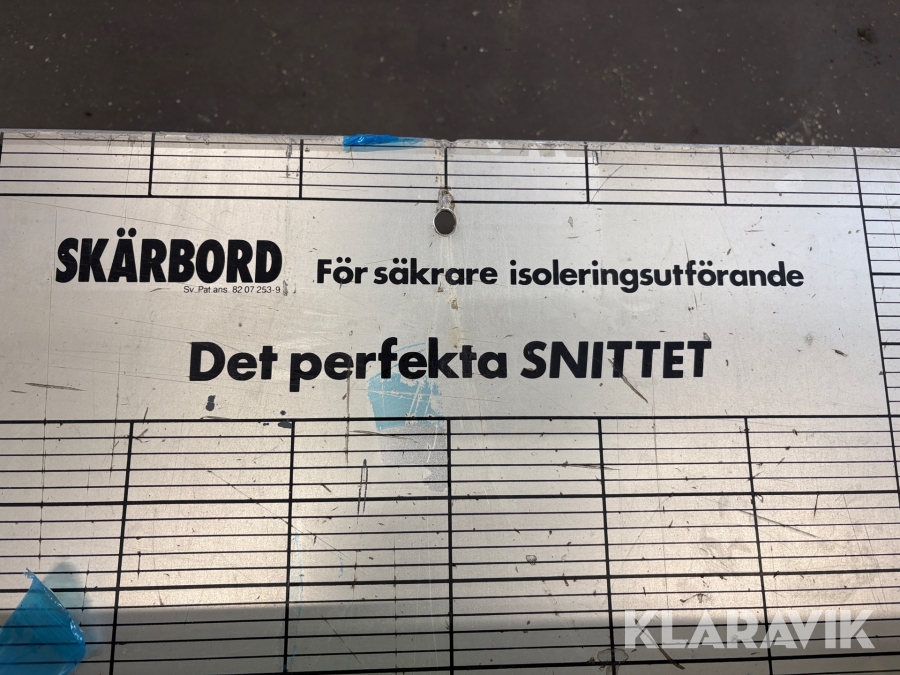 SKÄRBORD För säkrare isoleringsutförande
Sv. Pat ans. 82 07 253-9
Det perfekta SNITTET
KLARAVIK